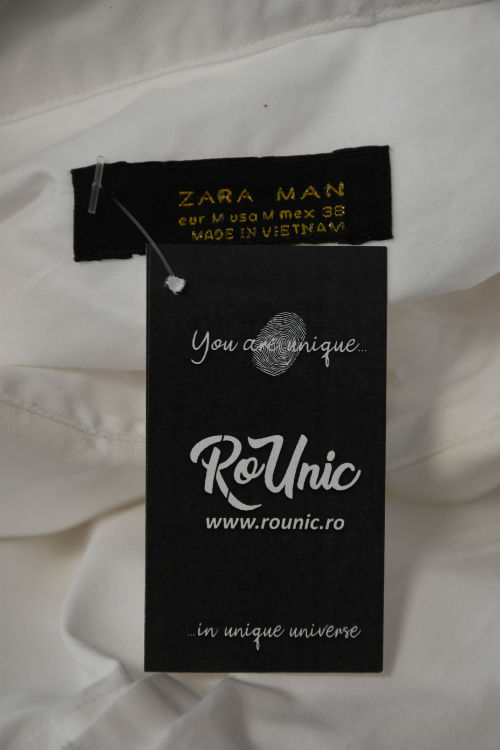 ZARA MAN
eur M usa M mex 38
MADE IN VIETNAM
You are unique...
RoUnic
www.rounic.ro
...in unique universe